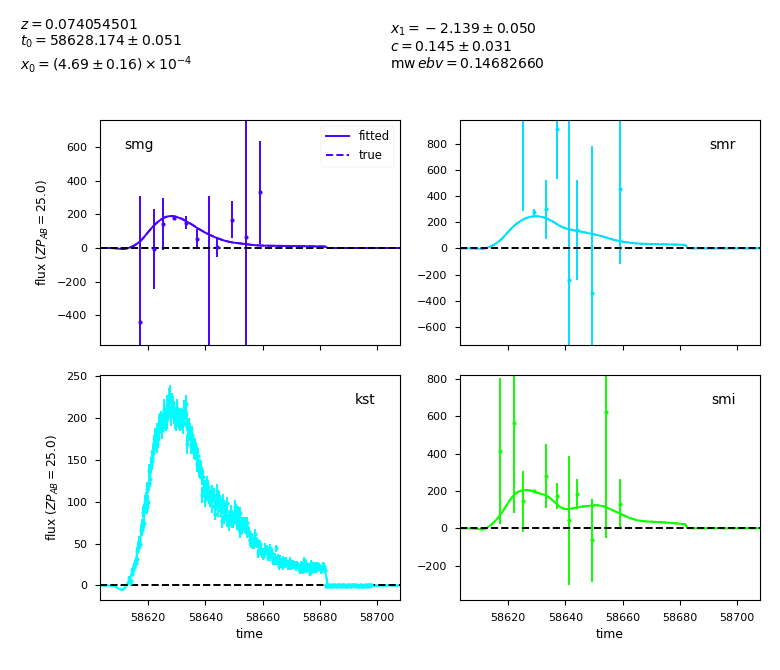 z = 0.074054501
t₀ = 58628.174 ± 0.051
x₀ = (4.69 ± 0.16) × 10⁻⁴
x₁ = −2.139 ± 0.050
c = 0.145 ± 0.031
mw ebv = 0.14682660
smg
fitted
true
600
400
200
0
−200
−400
flux (ZP_AB = 25.0)
smr
800
600
400
200
0
−200
−400
−600
kst
250
200
150
100
50
0
flux (ZP_AB = 25.0)
58620 58640 58660 58680 58700
time
smi
800
600
400
200
0
−200
58620 58640 58660 58680 58700
time